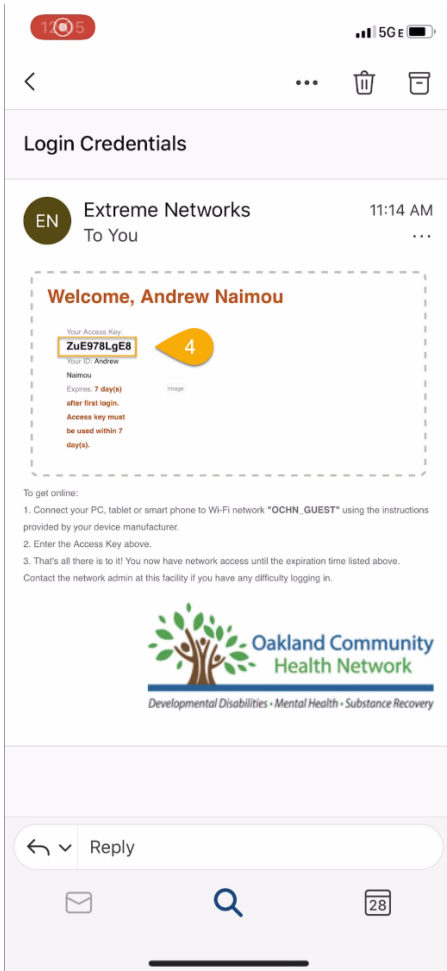 12:05
5G E
Login Credentials
EN
Extreme Networks
11:14 AM
To You
Welcome, Andrew Naimou
Your Access Key:
ZuE978LgE8
4
Your ID: Andrew
Naimou
Expires: 7 day(s)
Image
after first login.
Access key must
be used within 7
day(s).
To get online:
1. Connect your PC, tablet or smart phone to Wi-Fi network "OCHN_GUEST" using the instructions
provided by your device manufacturer.
2. Enter the Access Key above.
3. That's all there is to it! You now have network access until the expiration time listed above.
Contact the network admin at this facility if you have any difficulty logging in.
Oakland Community
Health Network
Developmental Disabilities • Mental Health • Substance Recovery
Reply
28